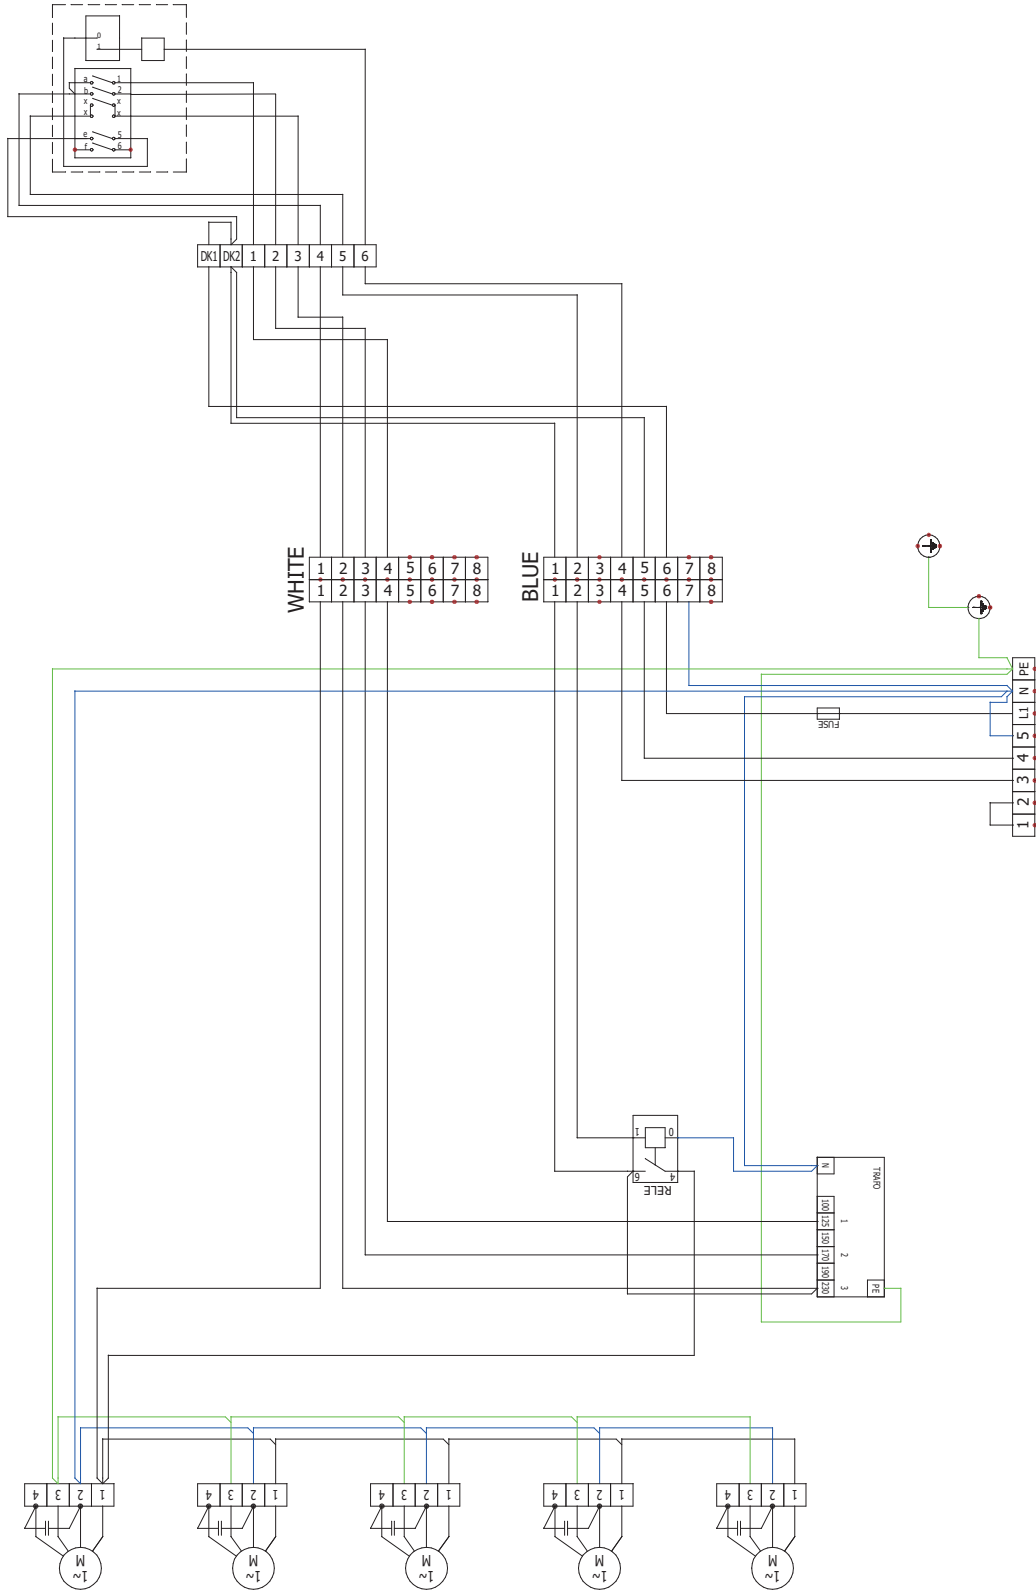 0
1
a 1
b 2
x x
x x
e 5
f 6
DK1 DK2 1 2 3 4 5 6
WHITE
1 2 3 4 5 6 7 8
1 2 3 4 5 6 7 8
BLUE
1 2 3 4 5 6 7 8
1 2 3 4 5 6 7 8
PE
N
L1
5
4
3
2
1
FUSE
1 0
6 4
RELE
N
TRAFO
100
125 1
150
170 2
190
230 3
PE
4 3 2 1
4 3 2 1
4 3 2 1
4 3 2 1
4 3 2 1
M
1~
M
1~
M
1~
M
1~
M
1~